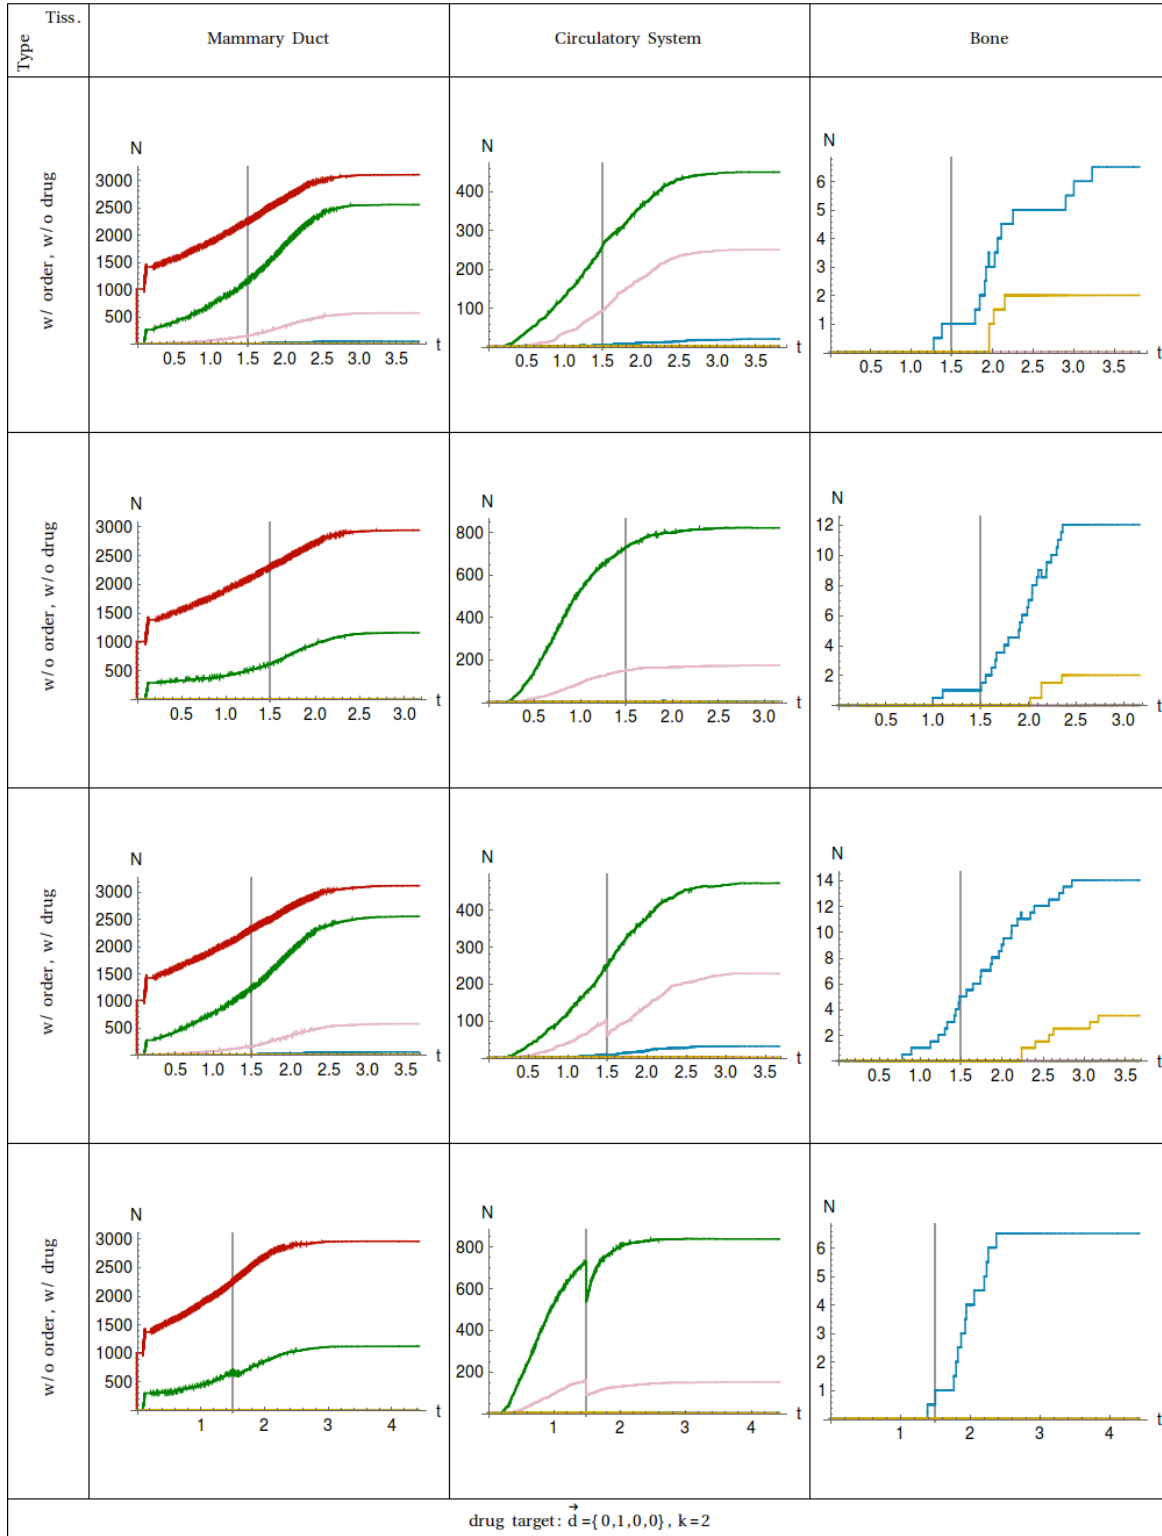 Tiss.
Type
Mammary Duct
Circulatory System
Bone
w/ order, w/o drug
N
3000
2500
2000
1500
1000
500
0.5 1.0 1.5 2.0 2.5 3.0 3.5
t
N
400
300
200
100
0.5 1.0 1.5 2.0 2.5 3.0 3.5
t
N
6
5
4
3
2
1
0.5 1.0 1.5 2.0 2.5 3.0 3.5
t
w/o order, w/o drug
N
3000
2500
2000
1500
1000
500
0.5 1.0 1.5 2.0 2.5 3.0
t
N
800
600
400
200
0.5 1.0 1.5 2.0 2.5 3.0
t
N
12
10
8
6
4
2
0.5 1.0 1.5 2.0 2.5 3.0
t
w/ order, w/ drug
N
3000
2500
2000
1500
1000
500
0.5 1.0 1.5 2.0 2.5 3.0 3.5
t
N
400
300
200
100
0.5 1.0 1.5 2.0 2.5 3.0 3.5
t
N
14
12
10
8
6
4
2
0.5 1.0 1.5 2.0 2.5 3.0 3.5
t
w/o order, w/ drug
N
3000
2500
2000
1500
1000
500
1 2 3 4
t
N
800
600
400
200
1 2 3 4
t
N
6
5
4
3
2
1
1 2 3 4
t
drug target: d⃗={0,1,0,0}, k=2